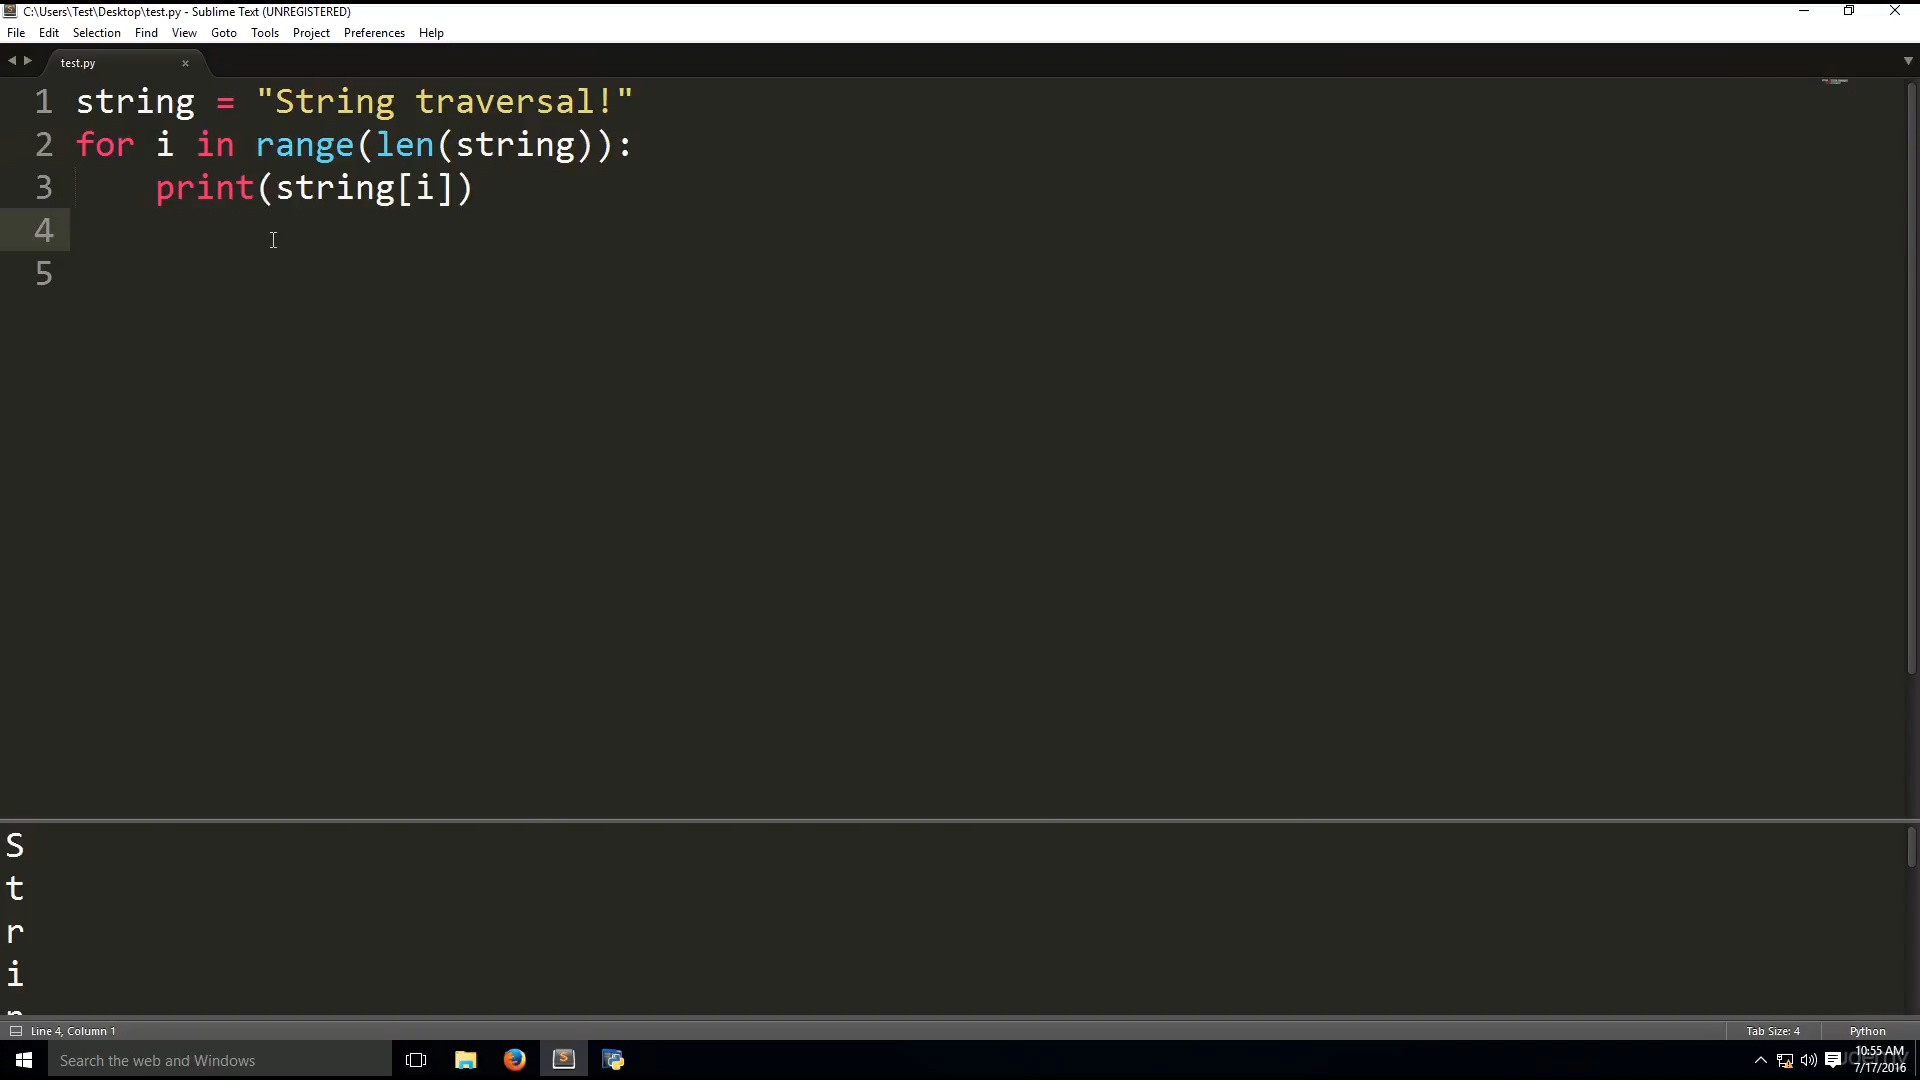 C:\Users\Test\Desktop\test.py - Sublime Text (UNREGISTERED)
File Edit Selection Find View Goto Tools Project Preferences Help
test.py
1 string = "String traversal!"
2 for i in range(len(string)):
3     print(string[i])
4
5
S
t
r
i
Line 4, Column 1 Tab Size: 4 Python
Search the web and Windows
10:55 AM
7/17/2016